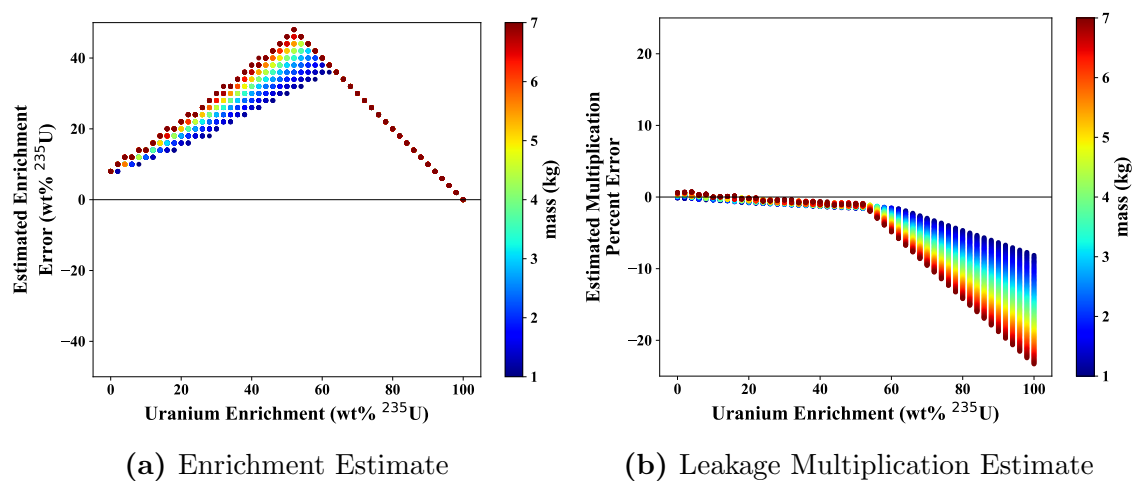 Estimated Enrichment
Error (wt% ²³⁵U)
40
20
0
−20
−40
0 20 40 60 80 100
Uranium Enrichment (wt% ²³⁵U)
7
6
5
4
3
2
1
mass (kg)
(a) Enrichment Estimate
Estimated Multiplication
Percent Error
20
10
0
−10
−20
0 20 40 60 80 100
Uranium Enrichment (wt% ²³⁵U)
7
6
5
4
3
2
1
mass (kg)
(b) Leakage Multiplication Estimate